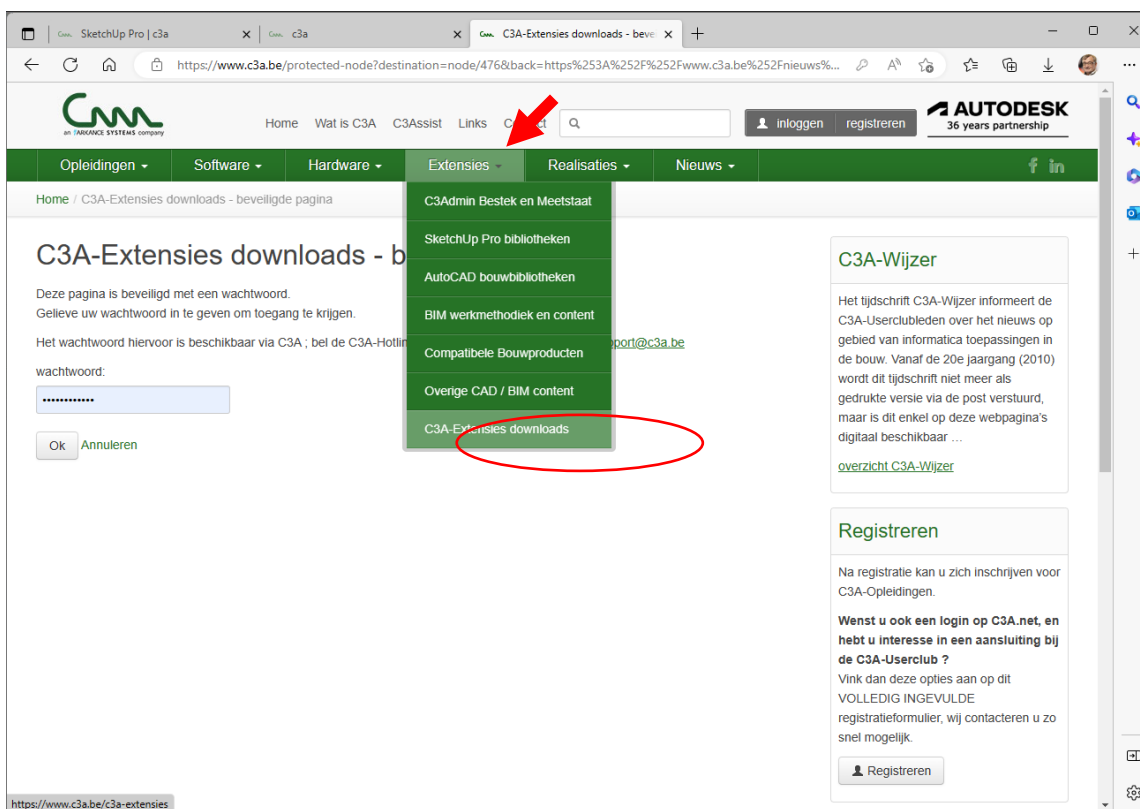 SketchUp Pro | c3a
c3a
C3A-Extensies downloads - beve
https://www.c3a.be/protected-node?destination=node/476&back=https%253A%252F%252Fwww.c3a.be%252Fnieuws%...
an TARKANCE SYSTEMS company
Home Wat is C3A C3Assist Links
inloggen registreren
AUTODESK
36 years partnership
Opleidingen Software Hardware Extensies Realisaties Nieuws
f in
Home / C3A-Extensies downloads - beveiligde pagina
C3Admin Bestek en Meetstaat
SketchUp Pro bibliotheken
AutoCAD bouwbibliotheken
BIM werkmethodiek en content
Compatibele Bouwproducten
Overige CAD / BIM content
C3A-Extensies downloads
C3A-Extensies downloads - b
Deze pagina is beveiligd met een wachtwoord.
Gelieve uw wachtwoord in te geven om toegang te krijgen.
Het wachtwoord hiervoor is beschikbaar via C3A ; bel de C3A-Hotlin
pport@c3a.be
wachtwoord:
••••••••••••
Ok Annuleren
C3A-Wijzer
Het tijdschrift C3A-Wijzer informeert de
C3A-Userclubleden over het nieuws op
gebied van informatica toepassingen in
de bouw. Vanaf de 20e jaargang (2010)
wordt dit tijdschrift niet meer als
gedrukte versie via de post verstuurd,
maar is dit enkel op deze webpagina's
digitaal beschikbaar …
overzicht C3A-Wijzer
Registreren
Na registratie kan u zich inschrijven voor
C3A-Opleidingen.
Wenst u ook een login op C3A.net, en
hebt u interesse in een aansluiting bij
de C3A-Userclub ?
Vink dan deze opties aan op dit
VOLLEDIG INGEVULDE
registratieformulier, wij contacteren u zo
snel mogelijk.
Registreren
https://www.c3a.be/c3a-extensies